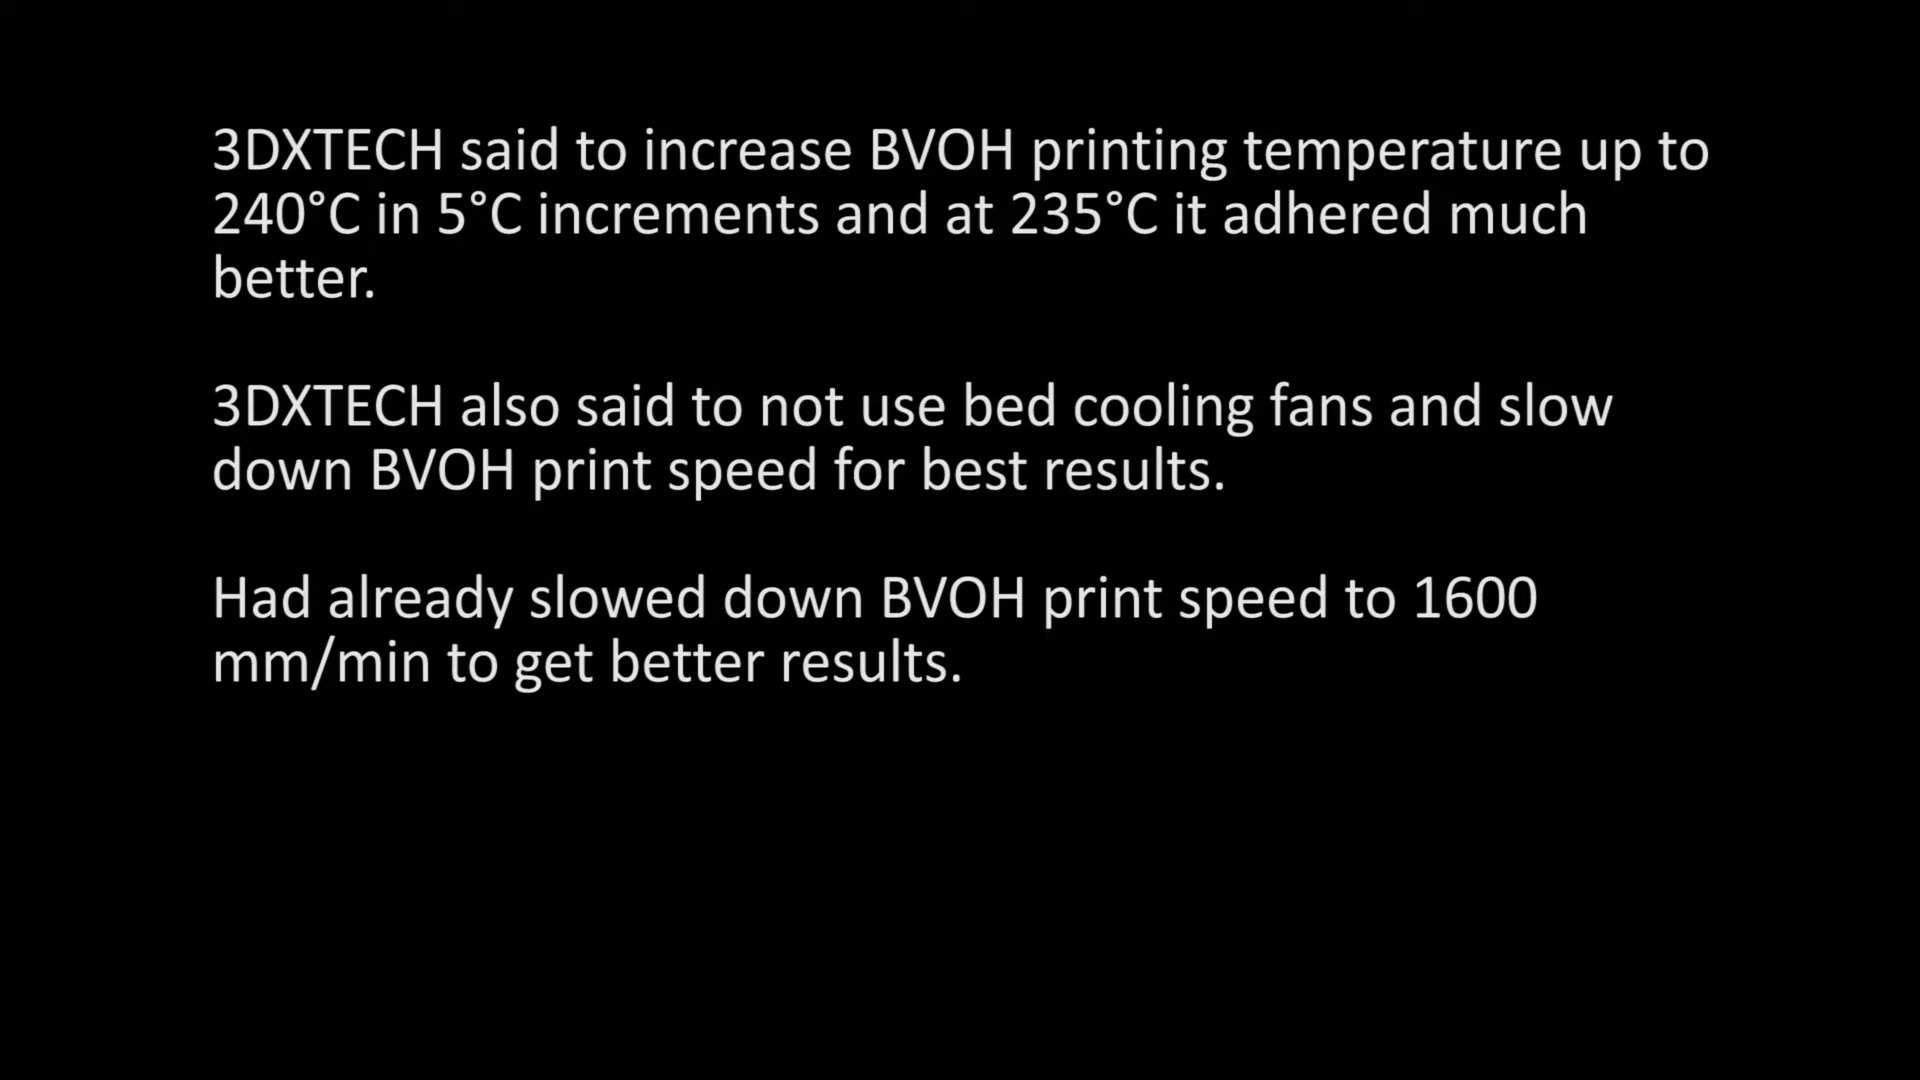 3DXTECH said to increase BVOH printing temperature up to
240°C in 5°C increments and at 235°C it adhered much
better.
3DXTECH also said to not use bed cooling fans and slow
down BVOH print speed for best results.
Had already slowed down BVOH print speed to 1600
mm/min to get better results.